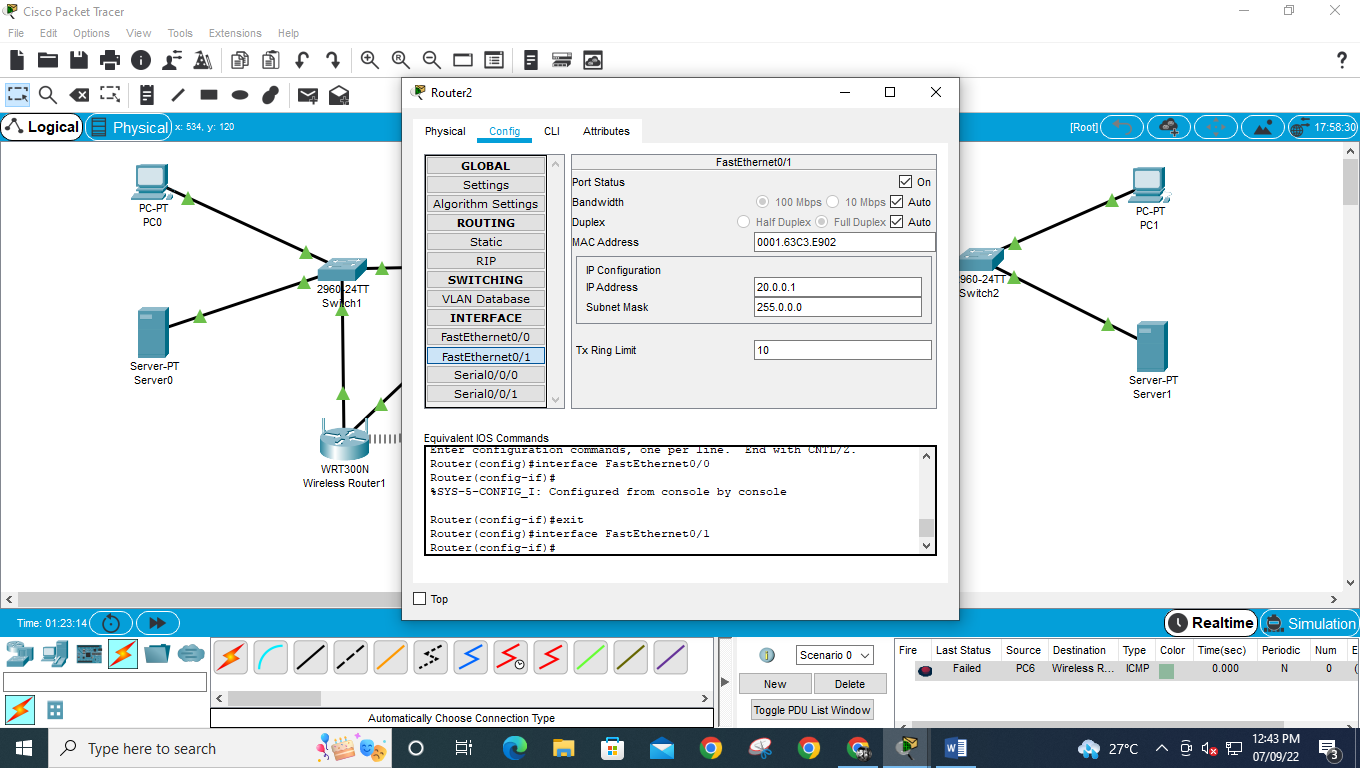 Cisco Packet Tracer
File Edit Options View Tools Extensions Help
?
Logical Physical x: 534, y: 120
[Root] 17:58:30
PC-PT
PC0
2960-24TT
Switch1
Server-PT
Server0
WRT300N
Wireless Router1
Router2
Physical Config CLI Attributes
GLOBAL
Settings
Algorithm Settings
ROUTING
Static
RIP
SWITCHING
VLAN Database
INTERFACE
FastEthernet0/0
FastEthernet0/1
Serial0/0/0
Serial0/0/1
FastEthernet0/1
Port Status On
Bandwidth 100 Mbps 10 Mbps Auto
Duplex Half Duplex Full Duplex Auto
MAC Address 0001.63C3.E902
IP Configuration
IP Address 20.0.0.1
Subnet Mask 255.0.0.0
Tx Ring Limit 10
Equivalent IOS Commands
Enter configuration commands, one per line. End with CNTL/Z.
Router(config)#interface FastEthernet0/0
Router(config-if)#
%SYS-5-CONFIG_I: Configured from console by console
Router(config-if)#exit
Router(config)#interface FastEthernet0/1
Router(config-if)#
Top
PC-PT
PC1
960-24TT
Switch2
Server-PT
Server1
Time: 01:23:14
Realtime Simulation
Automatically Choose Connection Type
Scenario 0
New Delete
Toggle PDU List Window
Fire Last Status Source Destination Type Color Time(sec) Periodic Num E
Failed PC6 Wireless R... ICMP 0.000 N 0 (
Type here to search
27°C
12:43 PM
07/09/22
3